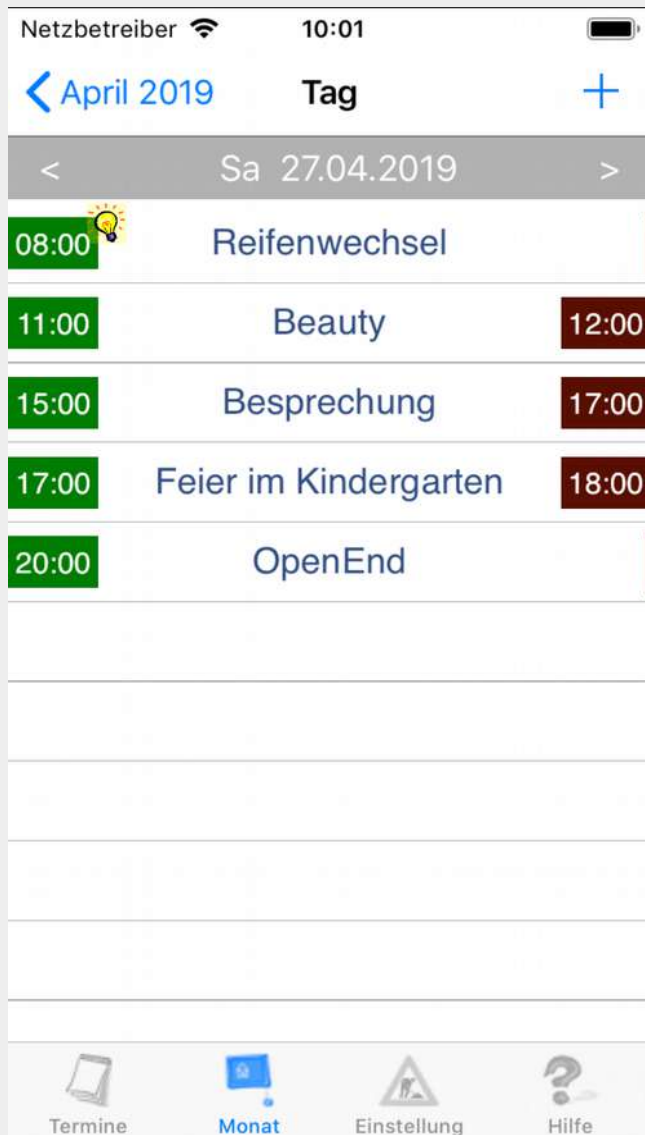 Netzbetreiber 10:01
April 2019 Tag +
< Sa 27.04.2019 >
08:00 Reifenwechsel
11:00 Beauty 12:00
15:00 Besprechung 17:00
17:00 Feier im Kindergarten 18:00
20:00 OpenEnd
Termine Monat Einstellung Hilfe